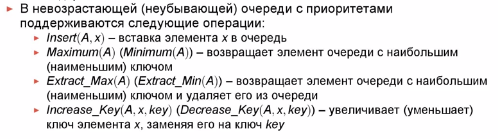 ► В невозрастающей (неубывающей) очереди с приоритетами
поддерживаются следующие операции:
► Insert(A, x) – вставка элемента x в очередь
► Maximum(A) (Minimum(A)) – возвращает элемент очереди с наибольшим
(наименьшим) ключом
► Extract_Max(A) (Extract_Min(A)) – возвращает элемент очереди с наибольшим
(наименьшим) ключом и удаляет его из очереди
► Increase_Key(A, x, key) (Decrease_Key(A, x, key)) – увеличивает (уменьшает)
ключ элемента x, заменяя его на ключ key